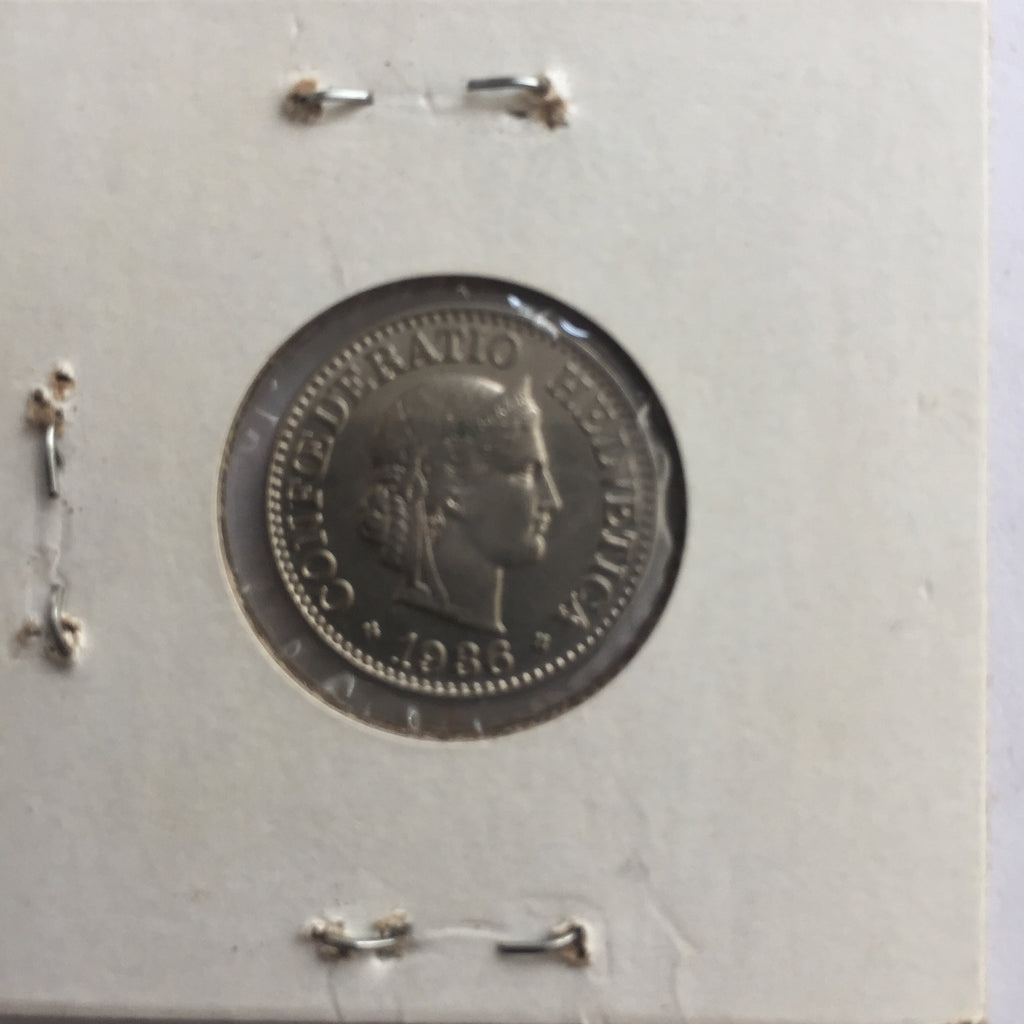 CONFŒDERATIO HELVETICA
1986